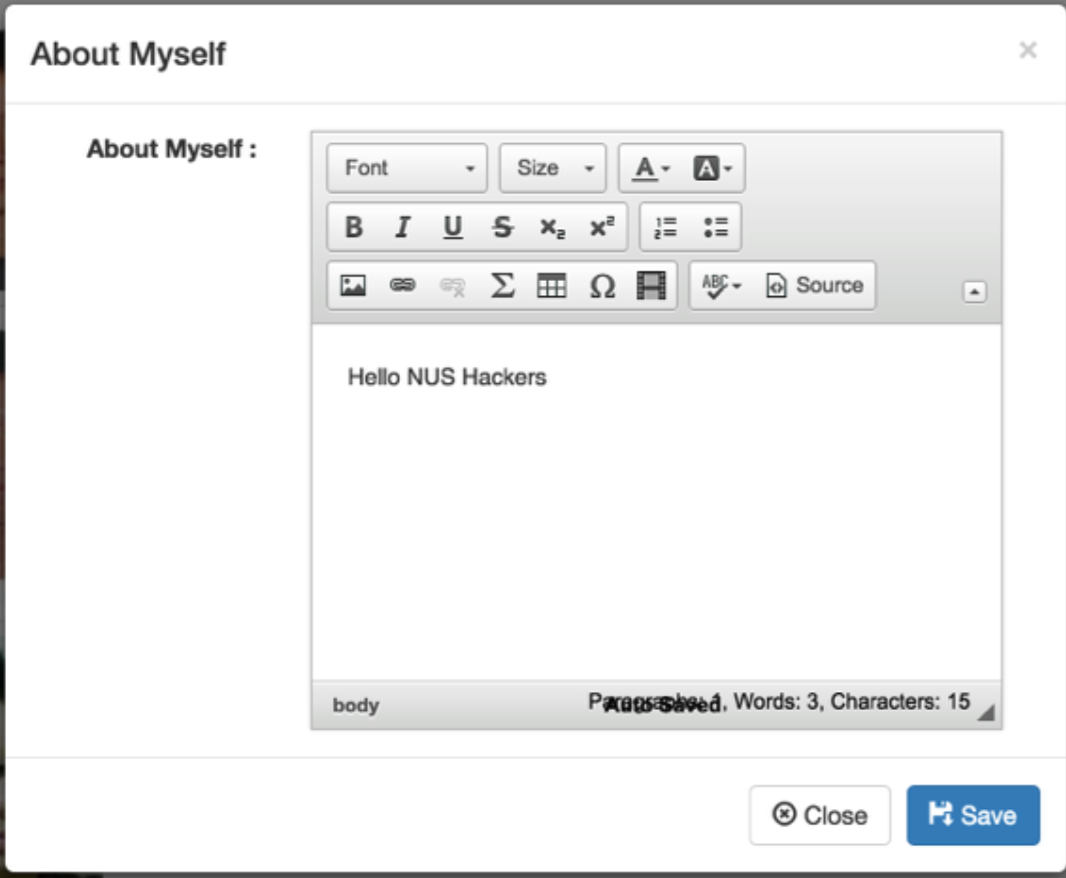 About Myself ×
About Myself :
Font Size A A
B I U S ×₂ ×²
Σ Ω ABC Source
Hello NUS Hackers
body Paragraphs: 1, Words: 3, Characters: 15
Auto Saved
Close Save